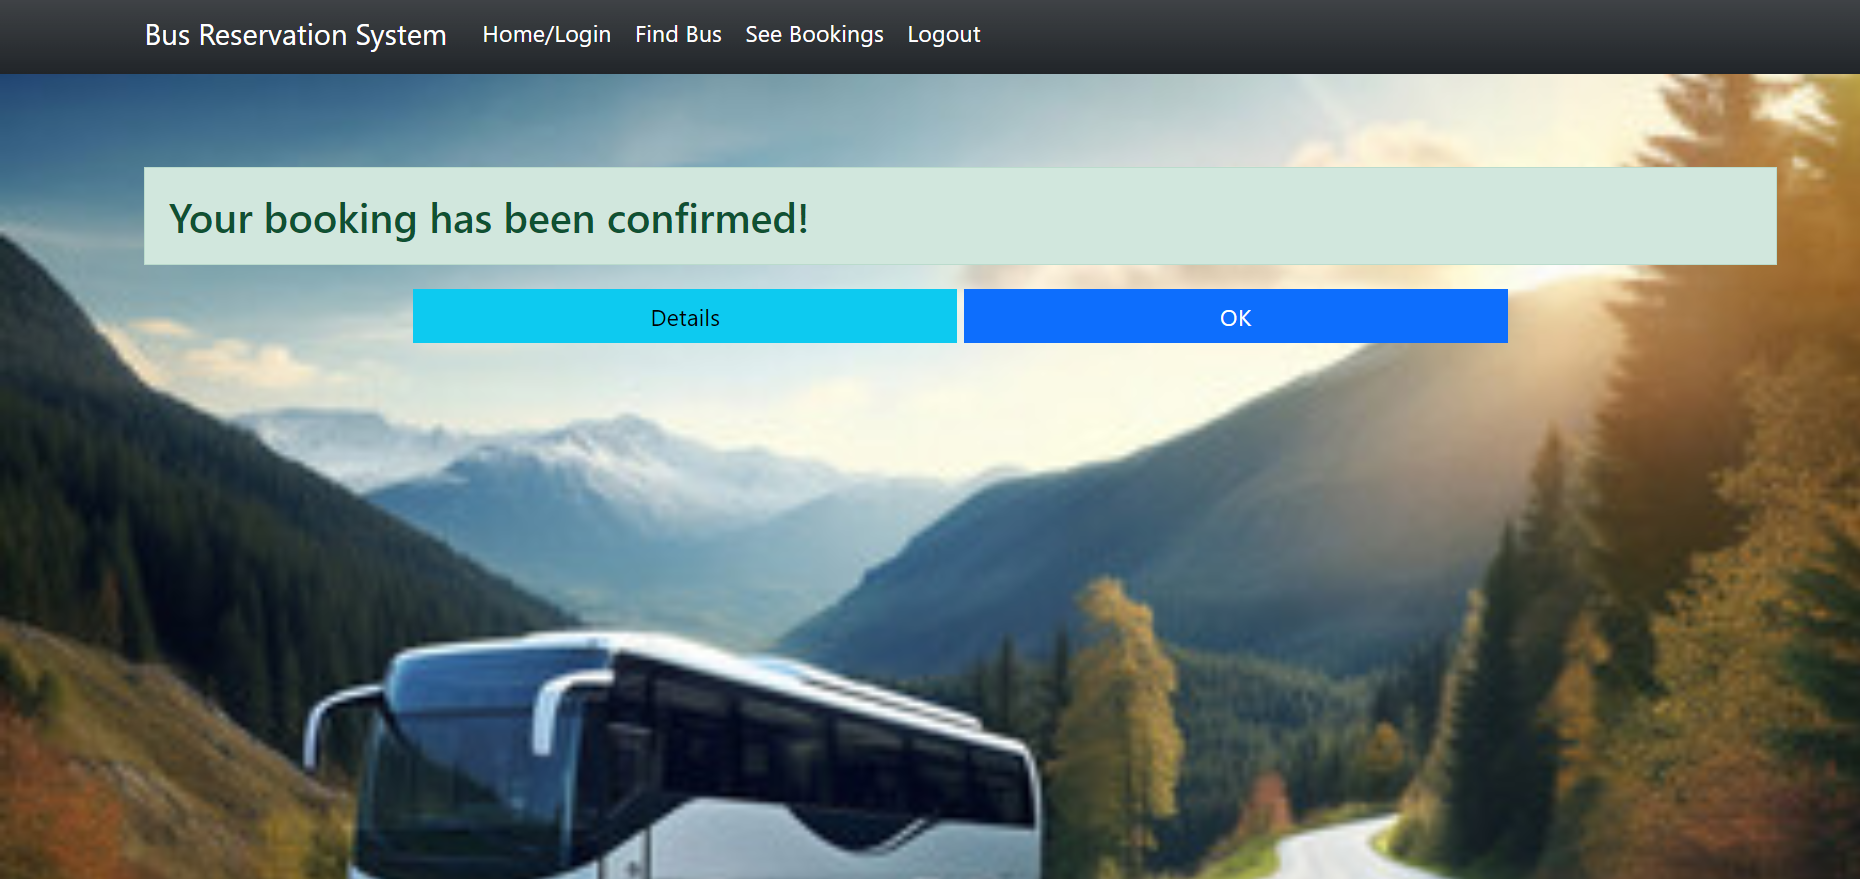 Bus Reservation System Home/Login Find Bus See Bookings Logout
Your booking has been confirmed!
Details OK